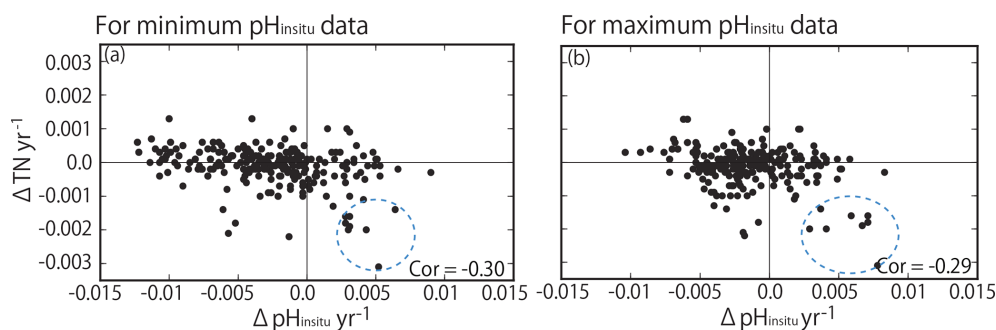 For minimum pHinsitu data
For maximum pHinsitu data
(a)
(b)
0.003
0.002
0.001
0.0
-0.001
-0.002
-0.003
Δ TN yr-1
Cor = -0.30
Cor = -0.29
-0.015 -0.01 -0.005 0.0 0.005 0.01 0.015
-0.015 -0.01 -0.005 0.0 0.005 0.01 0.015
Δ pHinsitu yr-1
Δ pHinsitu yr-1